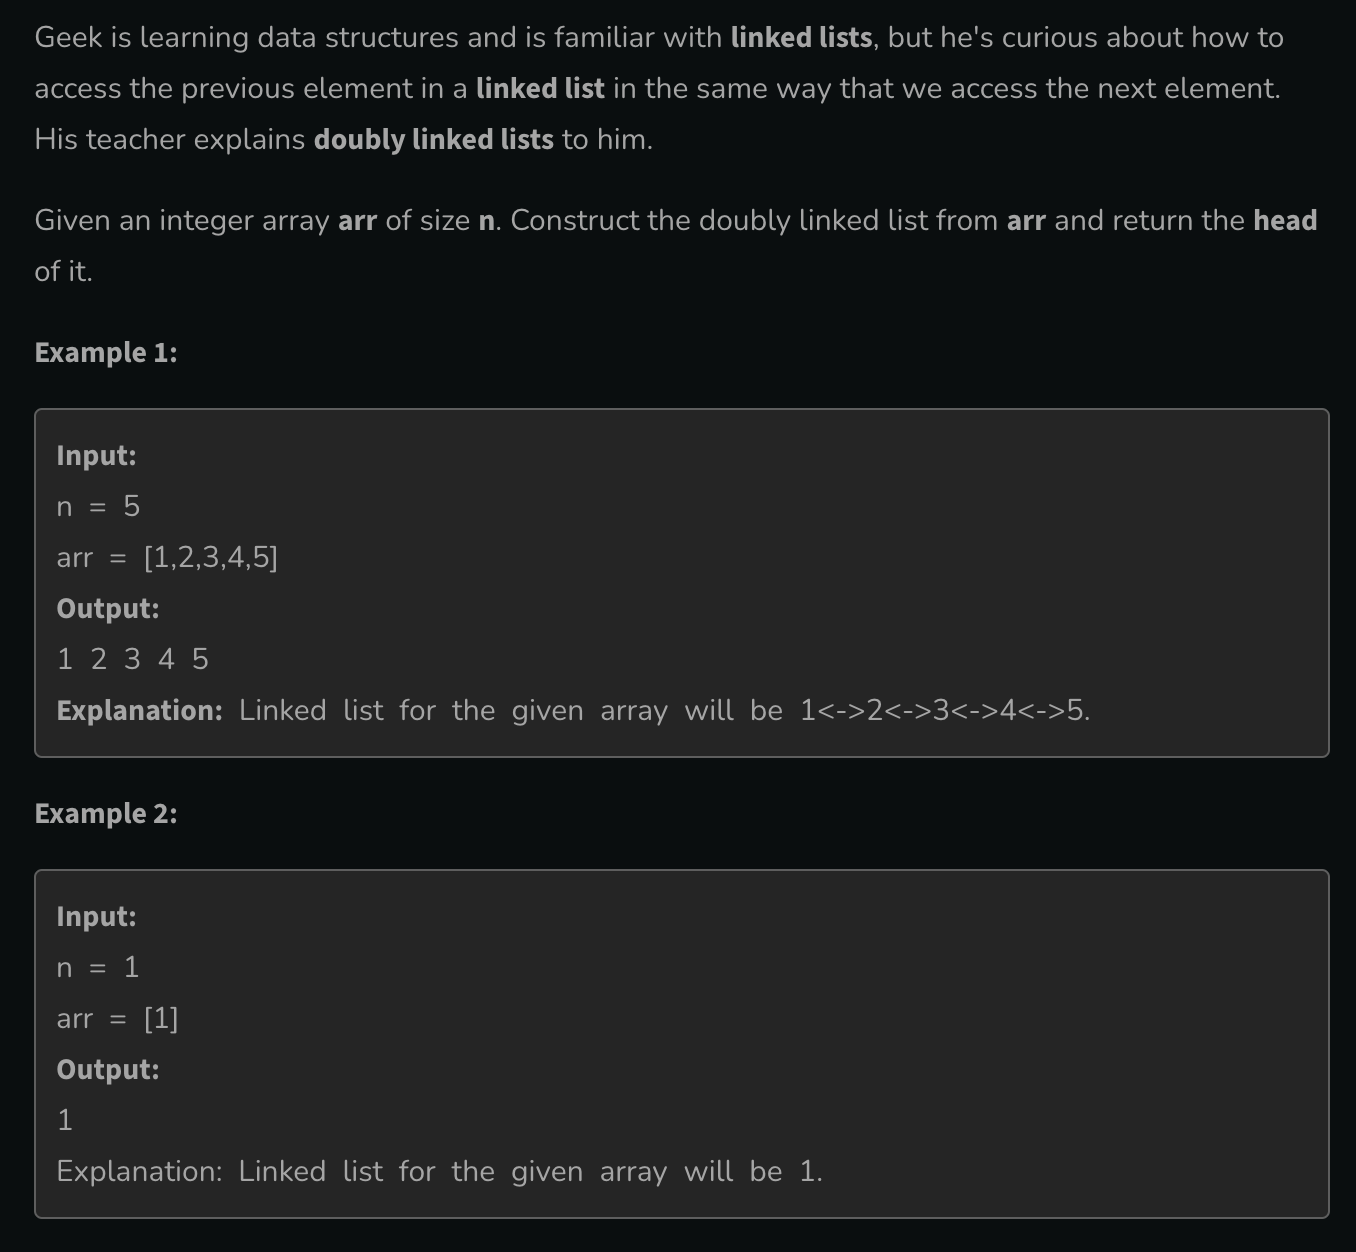 Geek is learning data structures and is familiar with linked lists, but he's curious about how to
access the previous element in a linked list in the same way that we access the next element.
His teacher explains doubly linked lists to him.
Given an integer array arr of size n. Construct the doubly linked list from arr and return the head
of it.
Example 1:
Input:
n = 5
arr = [1,2,3,4,5]
Output:
1 2 3 4 5
Explanation: Linked list for the given array will be 1<->2<->3<->4<->5.
Example 2:
Input:
n = 1
arr = [1]
Output:
1
Explanation: Linked list for the given array will be 1.